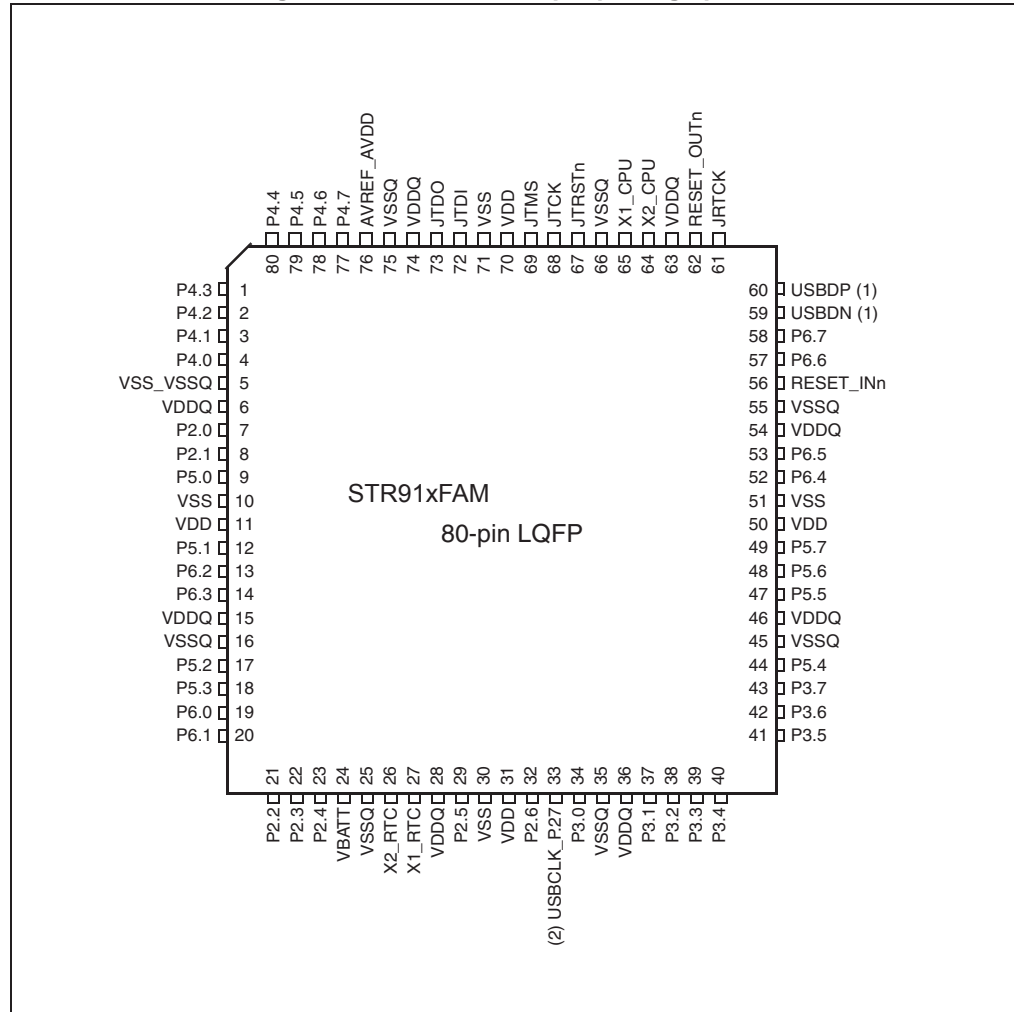 P4.4
P4.5
P4.6
P4.7
AVREF_AVDD
VSSQ
VDDQ
JTDO
JTDI
VSS
VDD
JTMS
JTCK
JTRSTn
VSSQ
X1_CPU
X2_CPU
VDDQ
RESET_OUTn
JRTCK
80
79
78
77
76
75
74
73
72
71
70
69
68
67
66
65
64
63
62
61
P4.3 1
P4.2 2
P4.1 3
P4.0 4
VSS_VSSQ 5
VDDQ 6
P2.0 7
P2.1 8
P5.0 9
VSS 10
VDD 11
P5.1 12
P6.2 13
P6.3 14
VDDQ 15
VSSQ 16
P5.2 17
P5.3 18
P6.0 19
P6.1 20
STR91xFAM
80-pin LQFP
60 USBDP (1)
59 USBDN (1)
58 P6.7
57 P6.6
56 RESET_INn
55 VSSQ
54 VDDQ
53 P6.5
52 P6.4
51 VSS
50 VDD
49 P5.7
48 P5.6
47 P5.5
46 VDDQ
45 VSSQ
44 P5.4
43 P3.7
42 P3.6
41 P3.5
21
22
23
24
25
26
27
28
29
30
31
32
33
34
35
36
37
38
39
40
P2.2
P2.3
P2.4
VBATT
VSSQ
X2_RTC
X1_RTC
VDDQ
P2.5
VSS
VDD
P2.6
(2) USBCLK_P.27
P3.0
VSSQ
VDDQ
P3.1
P3.2
P3.3
P3.4